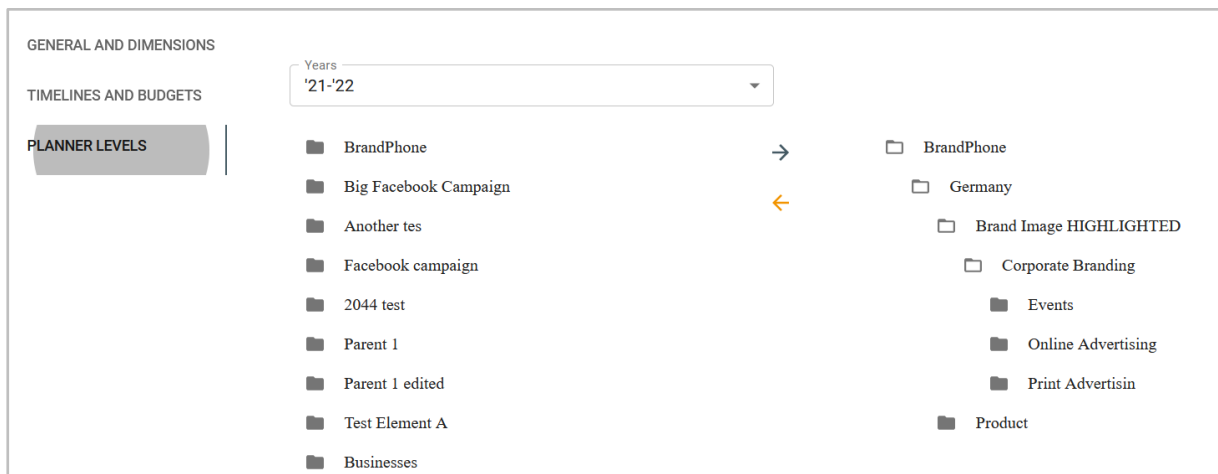 GENERAL AND DIMENSIONS
TIMELINES AND BUDGETS
PLANNER LEVELS
Years
'21-'22
BrandPhone
Big Facebook Campaign
Another tes
Facebook campaign
2044 test
Parent 1
Parent 1 edited
Test Element A
Businesses
BrandPhone
Germany
Brand Image HIGHLIGHTED
Corporate Branding
Events
Online Advertising
Print Advertisin
Product